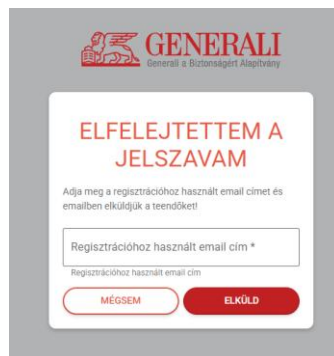 GENERALI
Generali a Biztonságért Alapítvány
ELFELEJTETTEM A
JELSZAVAM
Adja meg a regisztrációhoz használt email címet és
emailben elküldjük a teendőket!
Regisztrációhoz használt email cím *
Regisztrációhoz használt email cím
MÉGSEM
ELKÜLD